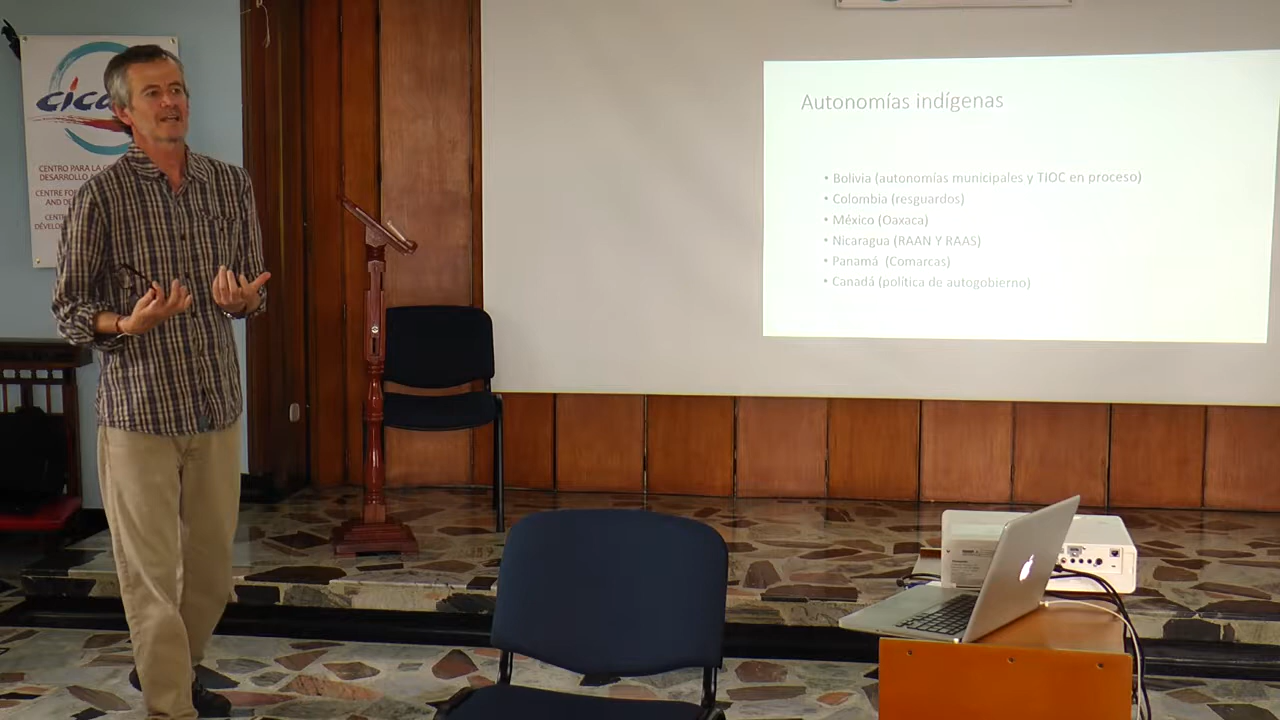 cica
CENTRO PARA LA
DESARROLLO
CENTRE FOR
AND DE
Autonomías indígenas
• Bolivia (autonomías municipales y TIOC en proceso)
• Colombia (resguardos)
• México (Oaxaca)
• Nicaragua (RAAN Y RAAS)
• Panamá (Comarcas)
• Canadá (política de autogobierno)